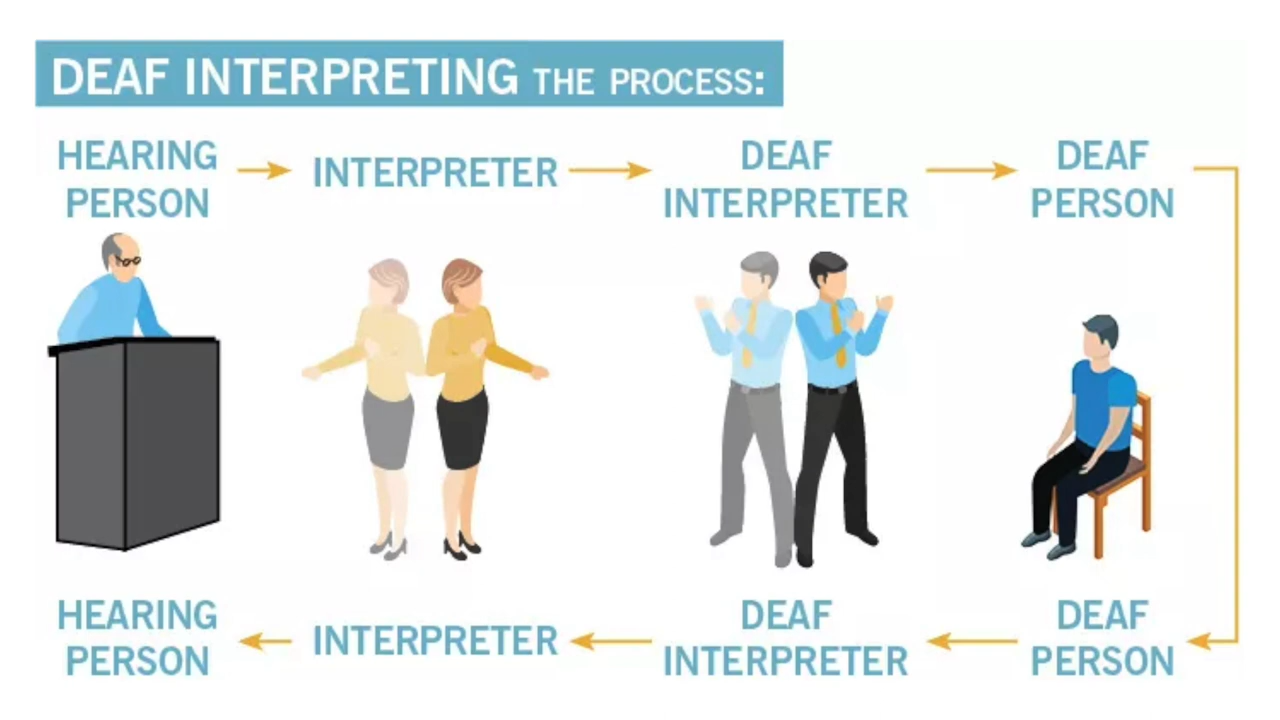 DEAF INTERPRETING THE PROCESS:
HEARING
PERSON
INTERPRETER
DEAF
INTERPRETER
DEAF
PERSON
HEARING
PERSON
INTERPRETER
DEAF
INTERPRETER
DEAF
PERSON